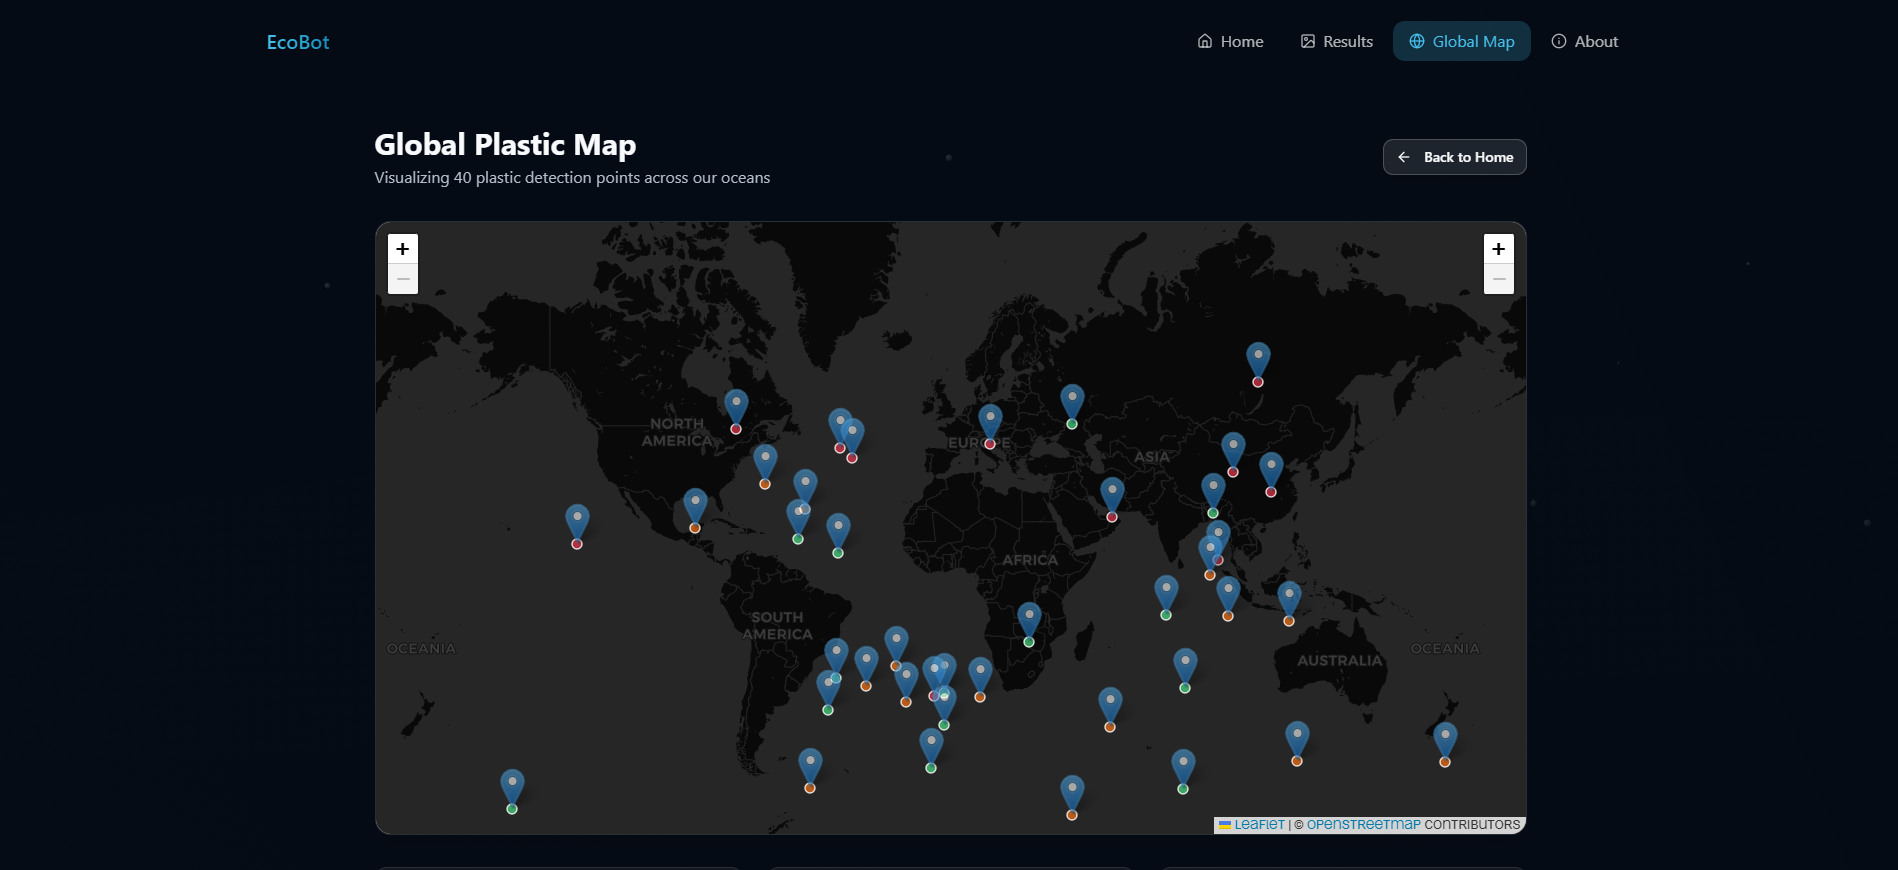 EcoBot
Home
Results
Global Map
About
Global Plastic Map
Visualizing 40 plastic detection points across our oceans
Back to Home
+
−
+
−
NORTH
AMERICA
EUROPE
ASIA
AFRICA
SOUTH
AMERICA
OCEANIA
AUSTRALIA
OCEANIA
Leaflet | © OpenStreetMap CONTRIBUTORS